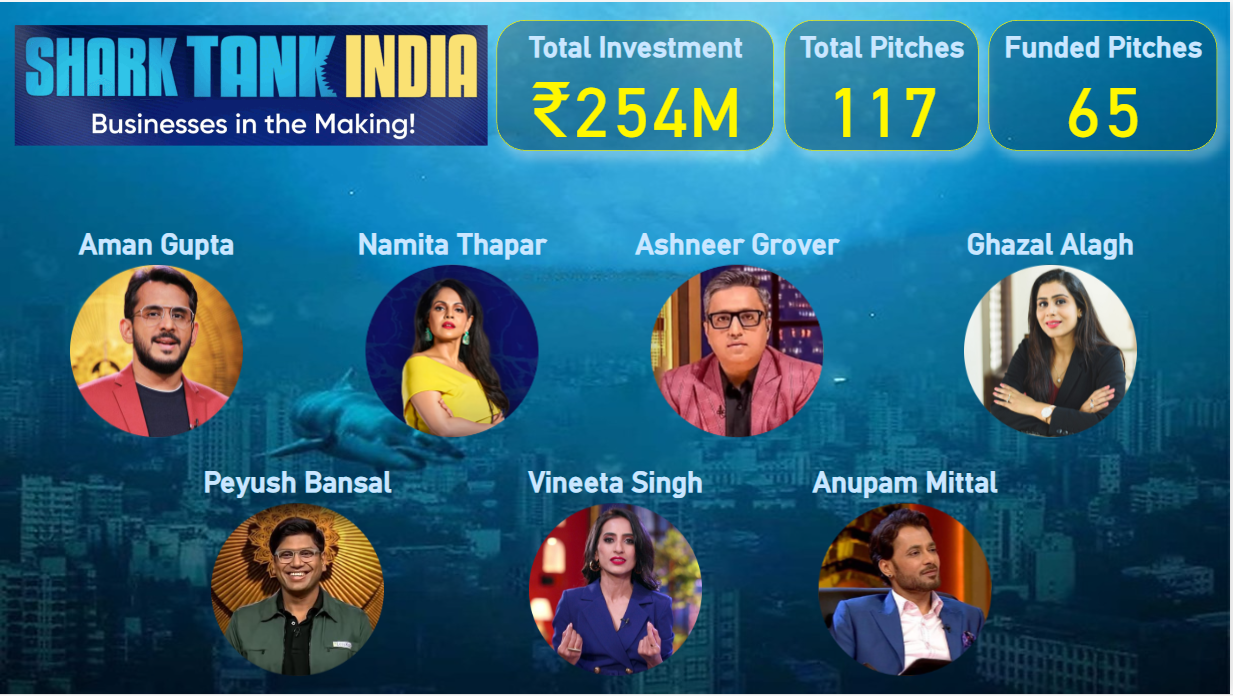 SHARK TANK INDIA
Businesses in the Making!
Total Investment
₹254M
Total Pitches
117
Funded Pitches
65
Aman Gupta
Namita Thapar
Ashneer Grover
Ghazal Alagh
Peyush Bansal
Vineeta Singh
Anupam Mittal